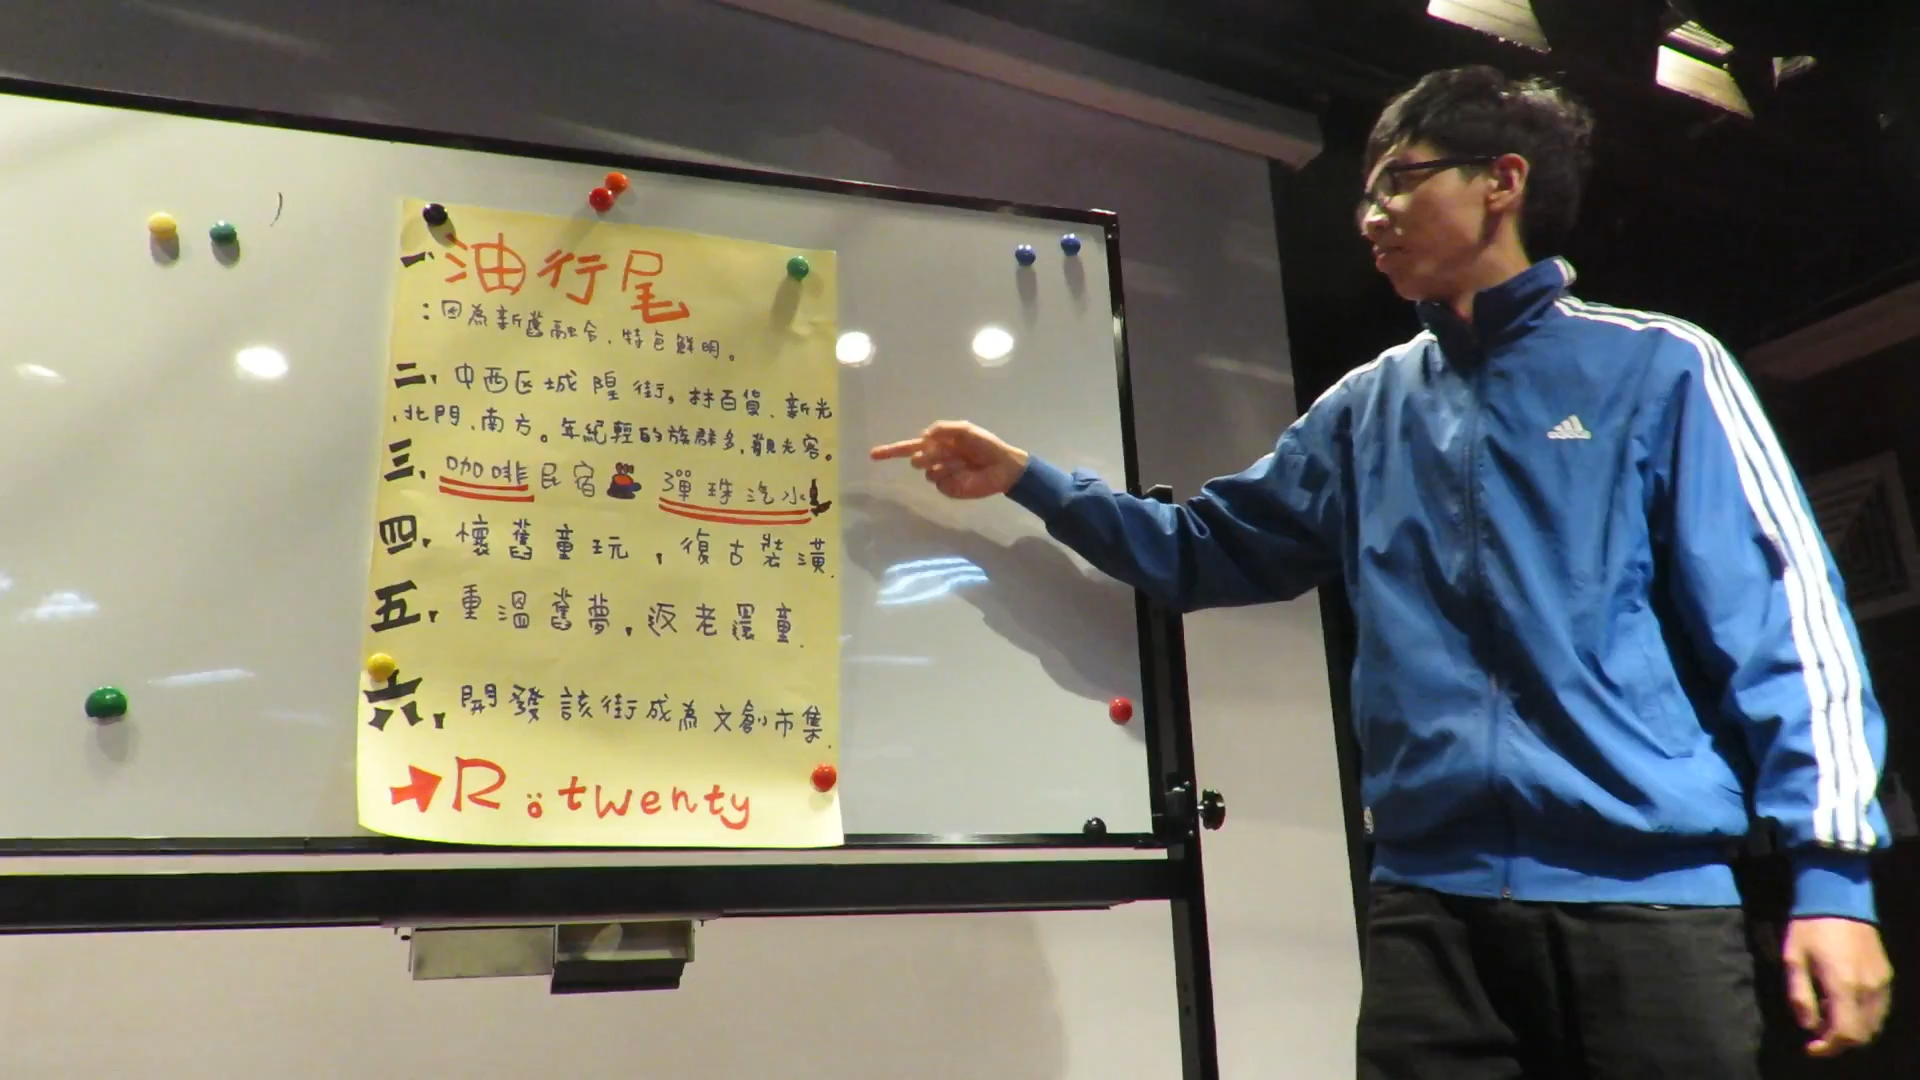 一、油行尾
：因為新舊融合、特色鮮明。
二、中西区城隍街，林百貨、新光
、北門、南方。年紀輕的族群多，觀光客。
三、咖啡民宿 彈珠汽水
四、懷舊童玩，復古裝潢.
五、重溫舊夢，返老還童.
六、開發該街成為文創市集.
→R:twenty
adidas